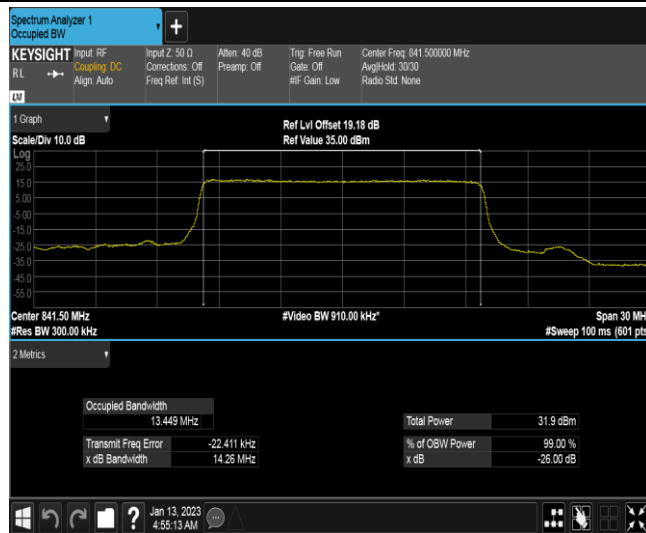 Spectrum Analyzer 1
Occupied BW
+
KEYSIGHT
RL
LXI
Input: RF
Coupling: DC
Align: Auto
Input Z: 50 Ω
Corrections: Off
Freq Ref: Int (S)
Atten: 40 dB
Preamp: Off
Trig: Free Run
Gate: Off
#IF Gain: Low
Center Freq: 841.500000 MHz
Avg|Hold: 30/30
Radio Std: None
1 Graph
Scale/Div 10.0 dB
Ref Lvl Offset 19.18 dB
Ref Value 35.00 dBm
Log
25.0
15.0
5.00
-5.00
-15.0
-25.0
-35.0
-45.0
-55.0
Center 841.50 MHz
#Video BW 910.00 kHz*
Span 30 MH
#Res BW 300.00 kHz
#Sweep 100 ms (601 pts
2 Metrics
Occupied Bandwidth
13.449 MHz
Total Power 31.9 dBm
Transmit Freq Error -22.411 kHz
% of OBW Power 99.00 %
x dB Bandwidth 14.26 MHz
x dB -26.00 dB
?
Jan 13, 2023
4:55:13 AM